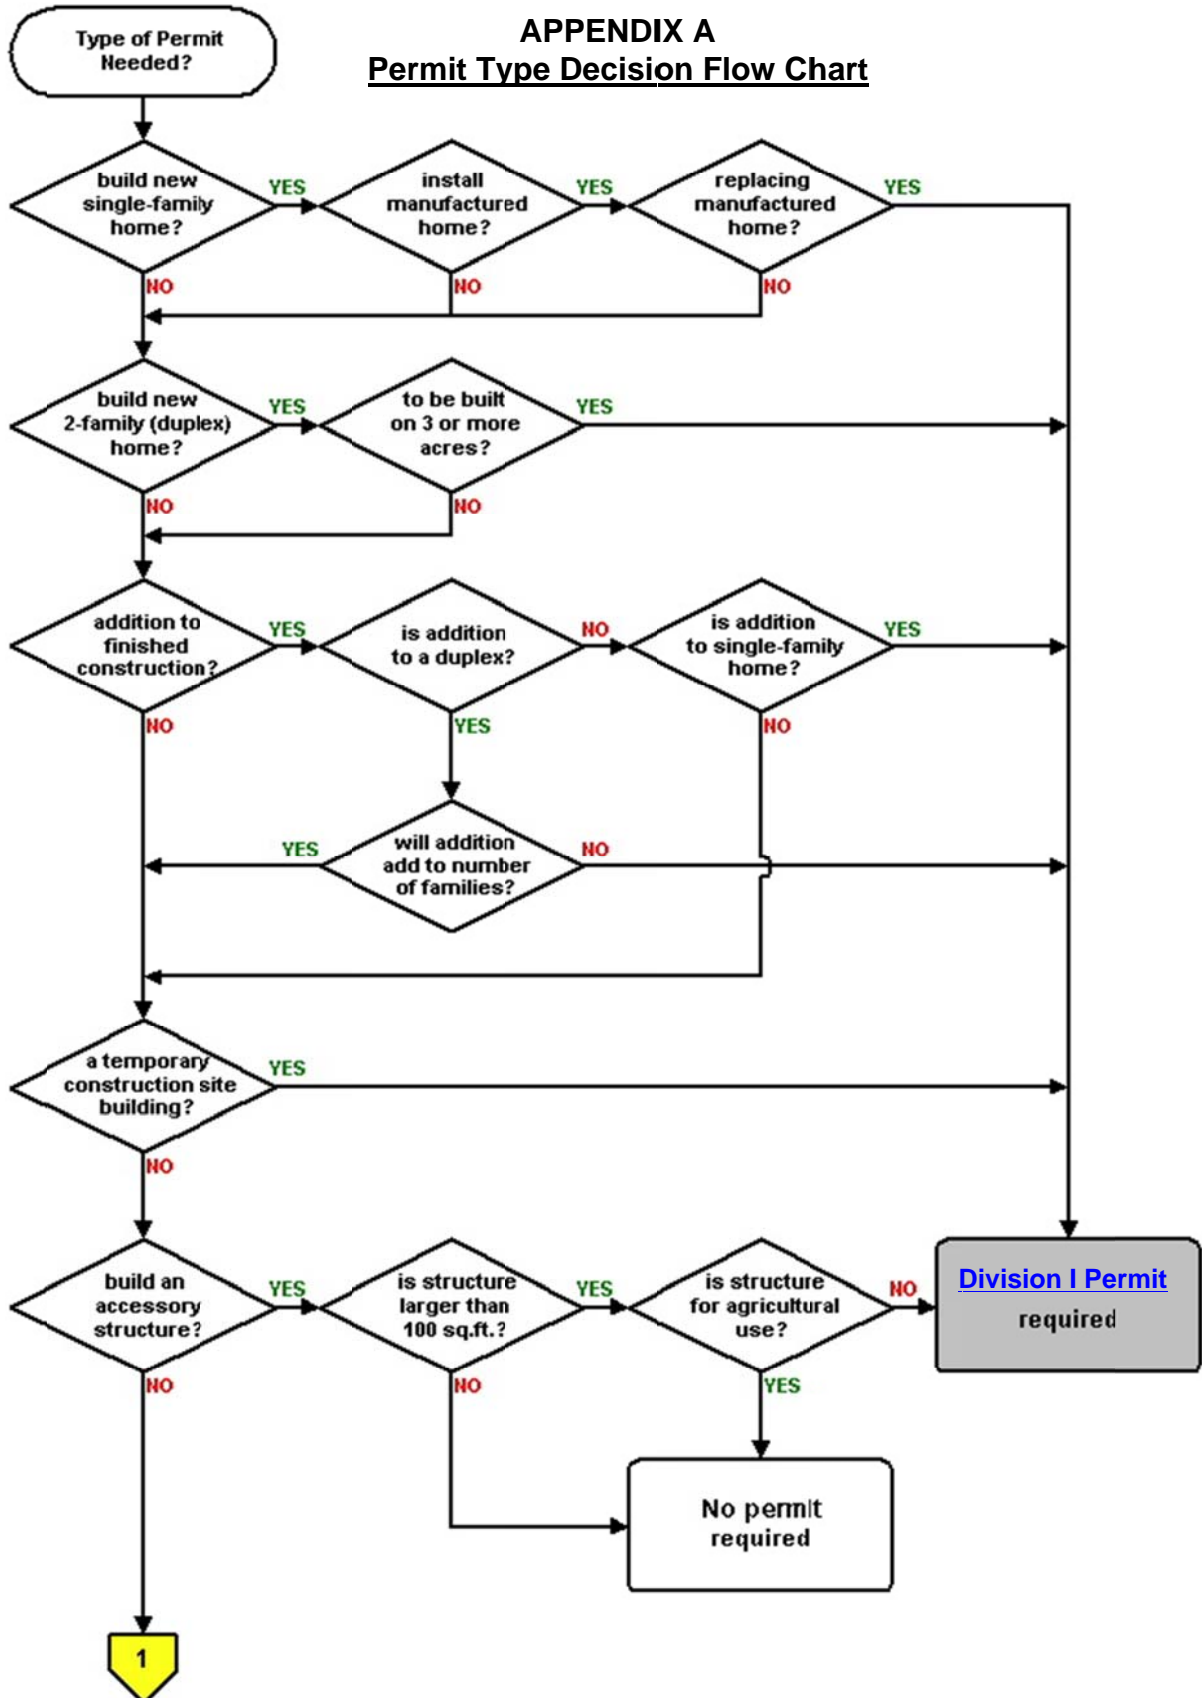 APPENDIX A
Permit Type Decision Flow Chart
Type of Permit
Needed?
build new
single-family
home?
YES
NO
install
manufactured
home?
YES
NO
replacing
manufactured
home?
YES
NO
build new
2-family (duplex)
home?
YES
NO
to be built
on 3 or more
acres?
YES
NO
addition to
finished
construction?
YES
NO
is addition
to a duplex?
NO
YES
is addition
to single-family
home?
YES
NO
will addition
add to number
of families?
YES
NO
a temporary
construction site
building?
YES
NO
build an
accessory
structure?
YES
NO
is structure
larger than
100 sq.ft.?
YES
NO
is structure
for agricultural
use?
NO
YES
Division I Permit
required
No permit
required
1